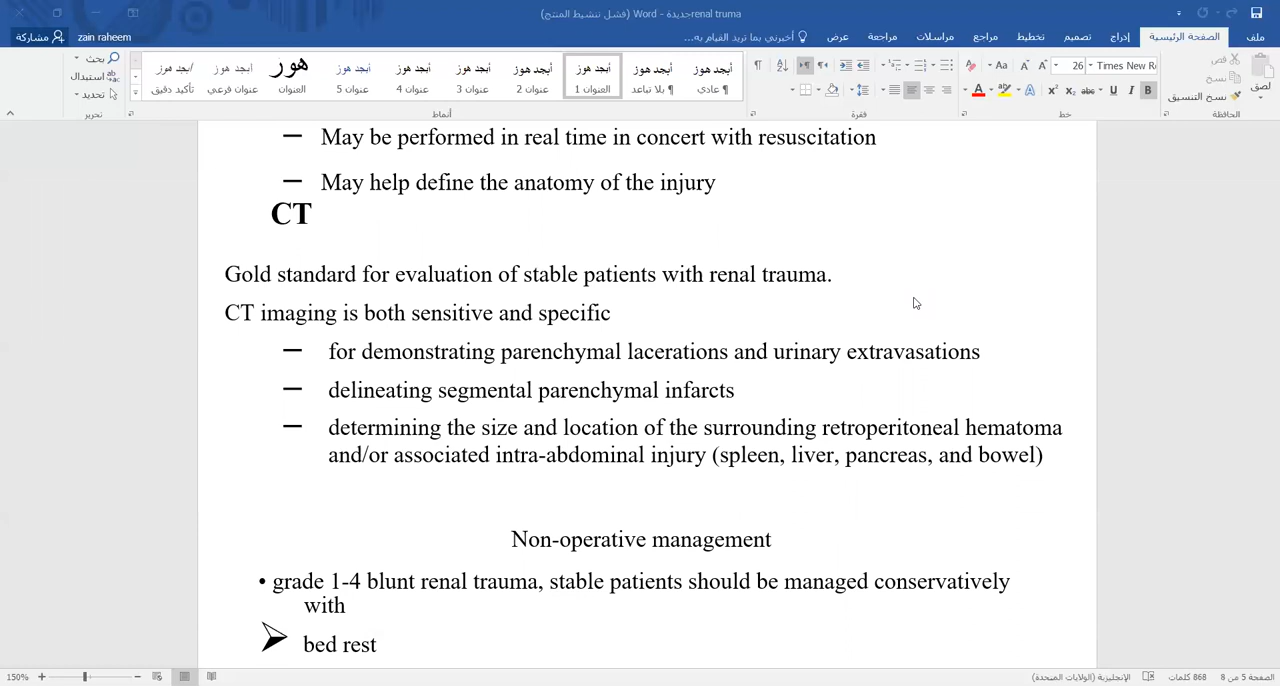 renal trumaجديدة - Word (فشل تنشيط المنتج)
ملف الصفحة الرئيسية إدراج تصميم تخطيط مراجع مراسلات مراجعة عرض أخبرني بما تريد القيام به... zain raheem مشاركة
لصق قص نسخ نسخ التنسيق
الحافظة
Times New R 26 Aa
B I U abc x₂ x² A ab A
خط
فقرة
أبجد هوز أبجد هوز أبجد هوز أبجد هوز أبجد هوز أبجد هوز أبجد هوز هوز أبجد هوز أبجد هوز
¶ عادي ¶ بلا تباعد العنوان 1 عنوان 2 عنوان 3 عنوان 4 عنوان 5 العنوان عنوان فرعي تأكيد دقيق
أنماط
بحث
استبدال
تحديد
تحرير
– May be performed in real time in concert with resuscitation
– May help define the anatomy of the injury
CT
Gold standard for evaluation of stable patients with renal trauma.
CT imaging is both sensitive and specific
– for demonstrating parenchymal lacerations and urinary extravasations
– delineating segmental parenchymal infarcts
– determining the size and location of the surrounding retroperitoneal hematoma
and/or associated intra-abdominal injury (spleen, liver, pancreas, and bowel)
Non-operative management
• grade 1-4 blunt renal trauma, stable patients should be managed conservatively
with
➢ bed rest
الصفحة 5 من 8 868 كلمات الإنجليزية (الولايات المتحدة) 150%